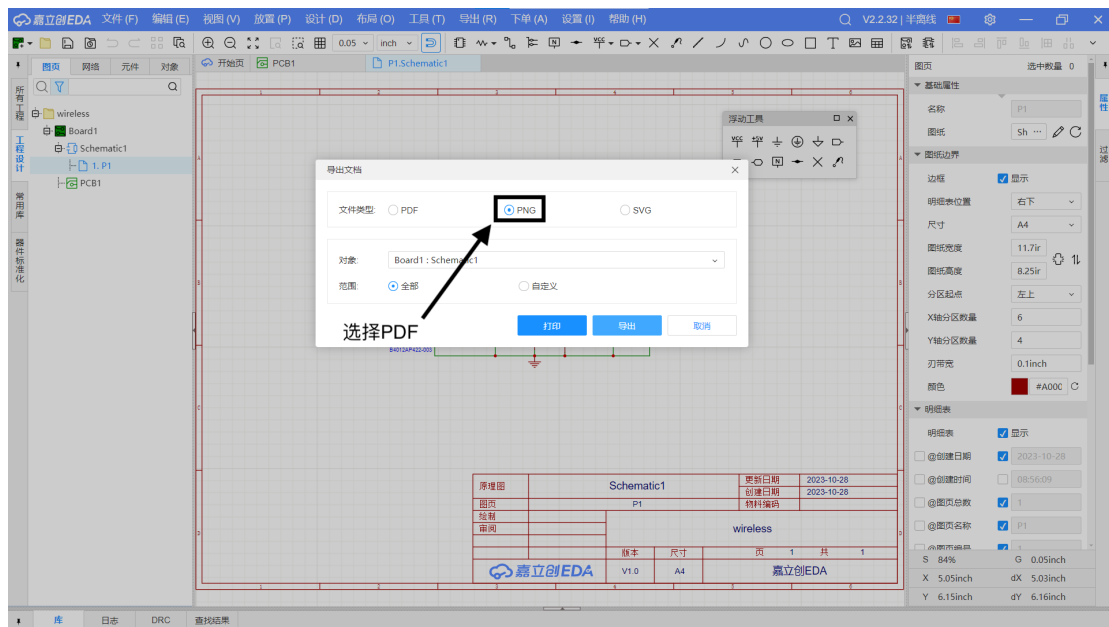 嘉立创EDA 文件 (F) 编辑 (E) 视图 (V) 放置 (P) 设计 (D) 布局 (O) 工具 (T) 导出 (R) 下单 (A) 设置 (I) 帮助 (H) V2.2.32 | 半离线
0.05 inch
图页 网络 元件 对象
开始页 PCB1 P1.Schematic1
所有工程
工程设计
常用库
器件标准化
wireless
Board1
Schematic1
1. P1
PCB1
浮动工具
VCC +5V
导出文档
文件类型: PDF PNG SVG
对象: Board1 : Schematic1
范围: 全部 自定义
打印 导出 取消
选择PDF
B4012AP422-003
原理图 Schematic1 更新日期 2023-10-28
创建日期 2023-10-28
图页 P1 物料编码
绘制
审阅 wireless
版本 尺寸 页 1 共 1
嘉立创EDA V1.0 A4 嘉立创EDA
图页 选中数量 0
基础属性
名称 P1
图纸 Sh ···
图纸边界
边框 显示
明细表位置 右下
尺寸 A4
图纸宽度 11.7ir
图纸高度 8.25ir
分区起点 左上
X轴分区数量 6
Y轴分区数量 4
刃带宽 0.1inch
颜色 #A000
明细表
明细表 显示
@创建日期 2023-10-28
@创建时间 08:56:09
@图页总数 1
@图页名称 P1
@图页编号 1
S 84% G 0.05inch
X 5.05inch dX 5.03inch
Y 6.15inch dY 6.16inch
属性
过滤
库 日志 DRC 查找结果